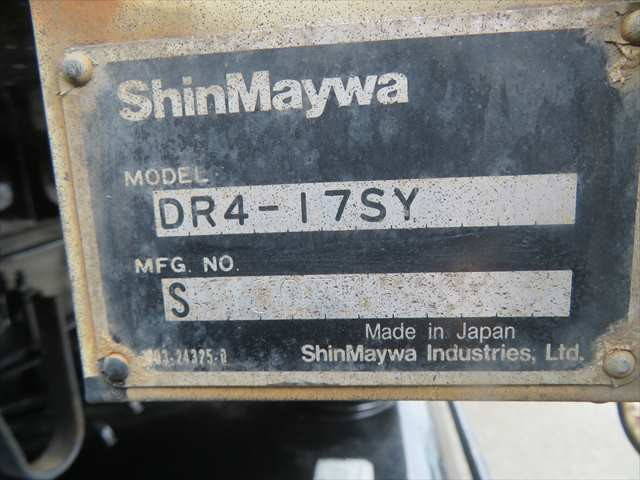 ShinMaywa
MODEL
DR4-17SY
MFG. NO.
S
Made in Japan
ShinMaywa Industries, Ltd.